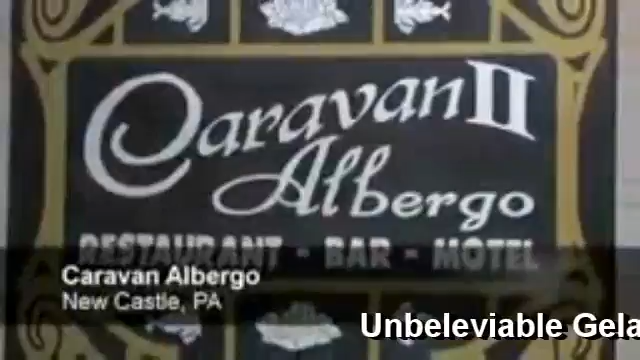 Caravan II
Albergo
RESTAURANT - BAR - MOTEL
Caravan Albergo
New Castle, PA
Unbeleviable Gela